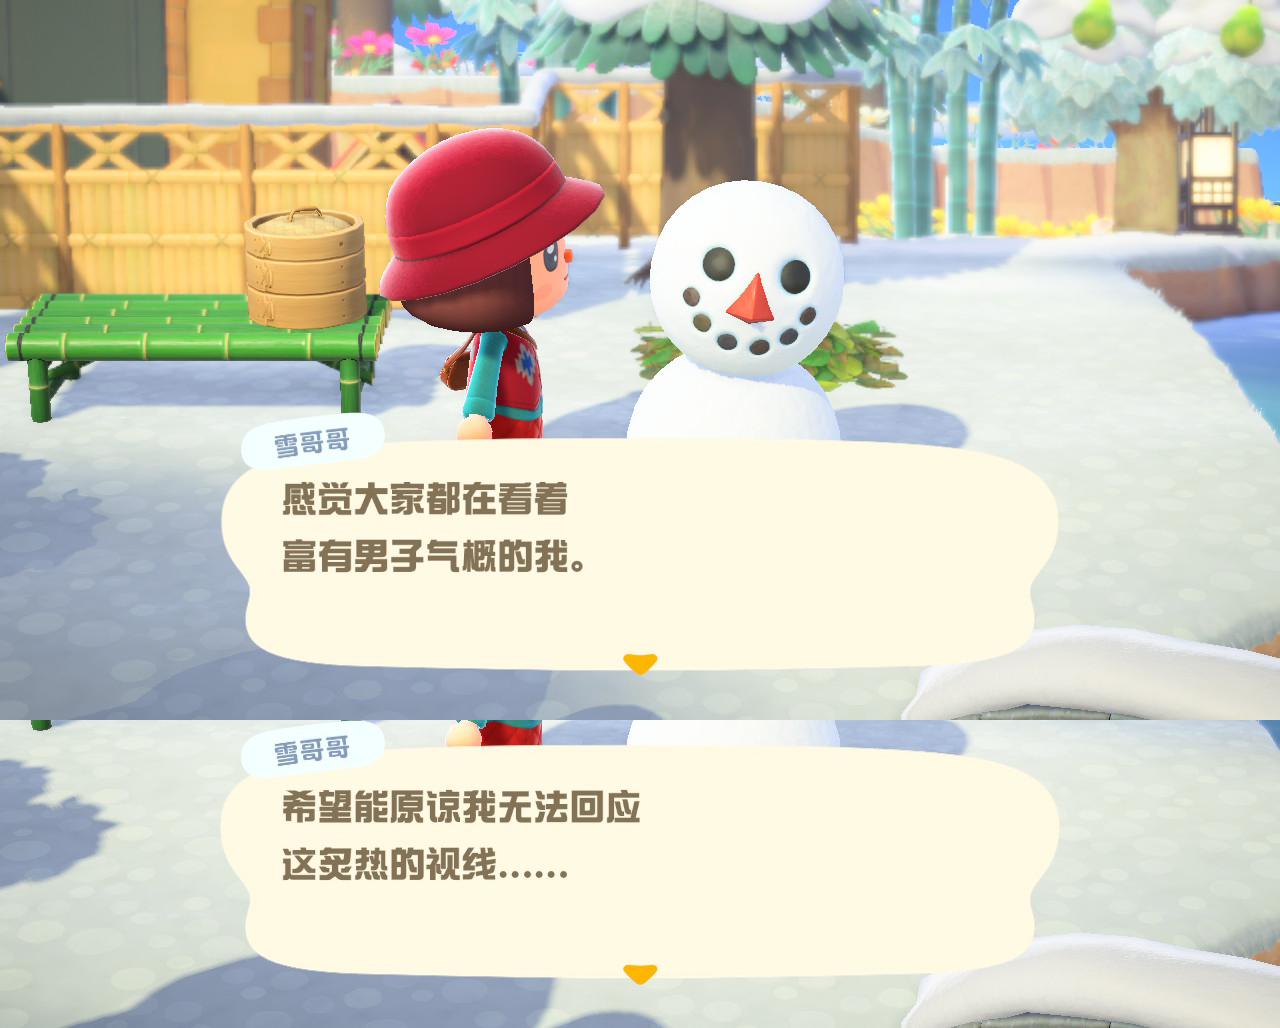 雪哥哥
感觉大家都在看着
富有男子气概的我。
雪哥哥
希望能原谅我无法回应
这炙热的视线……